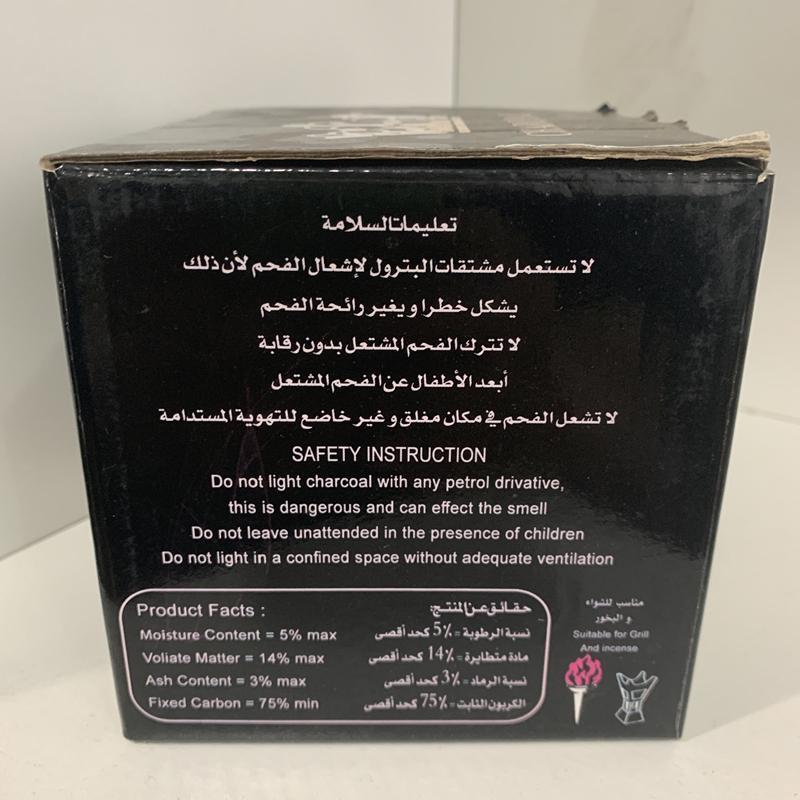 تعليمات السلامة
لا تستعمل مشتقات البترول لإشعال الفحم لأن ذلك
يشكل خطرا و يغير رائحة الفحم
لا تترك الفحم المشتعل بدون رقابة
أبعد الأطفال عن الفحم المشتعل
لا تشعل الفحم في مكان مغلق و غير خاضع للتهوية المستدامة
SAFETY INSTRUCTION
Do not light charcoal with any petrol drivative,
this is dangerous and can effect the smell
Do not leave unattended in the presence of children
Do not light in a confined space without adequate ventilation
Product Facts :
Moisture Content = 5% max
Voliate Matter = 14% max
Ash Content = 3% max
Fixed Carbon = 75% min
حقائق عن المنتج:
نسبة الرطوبة = 5% كحد أقصى
مادة متطايرة = 14% كحد أقصى
نسبة الرماد = 3% كحد أقصى
الكربون الثابت = 75% كحد أقصى
مناسب للشواء
و البخور
Suitable for Grill
And incense